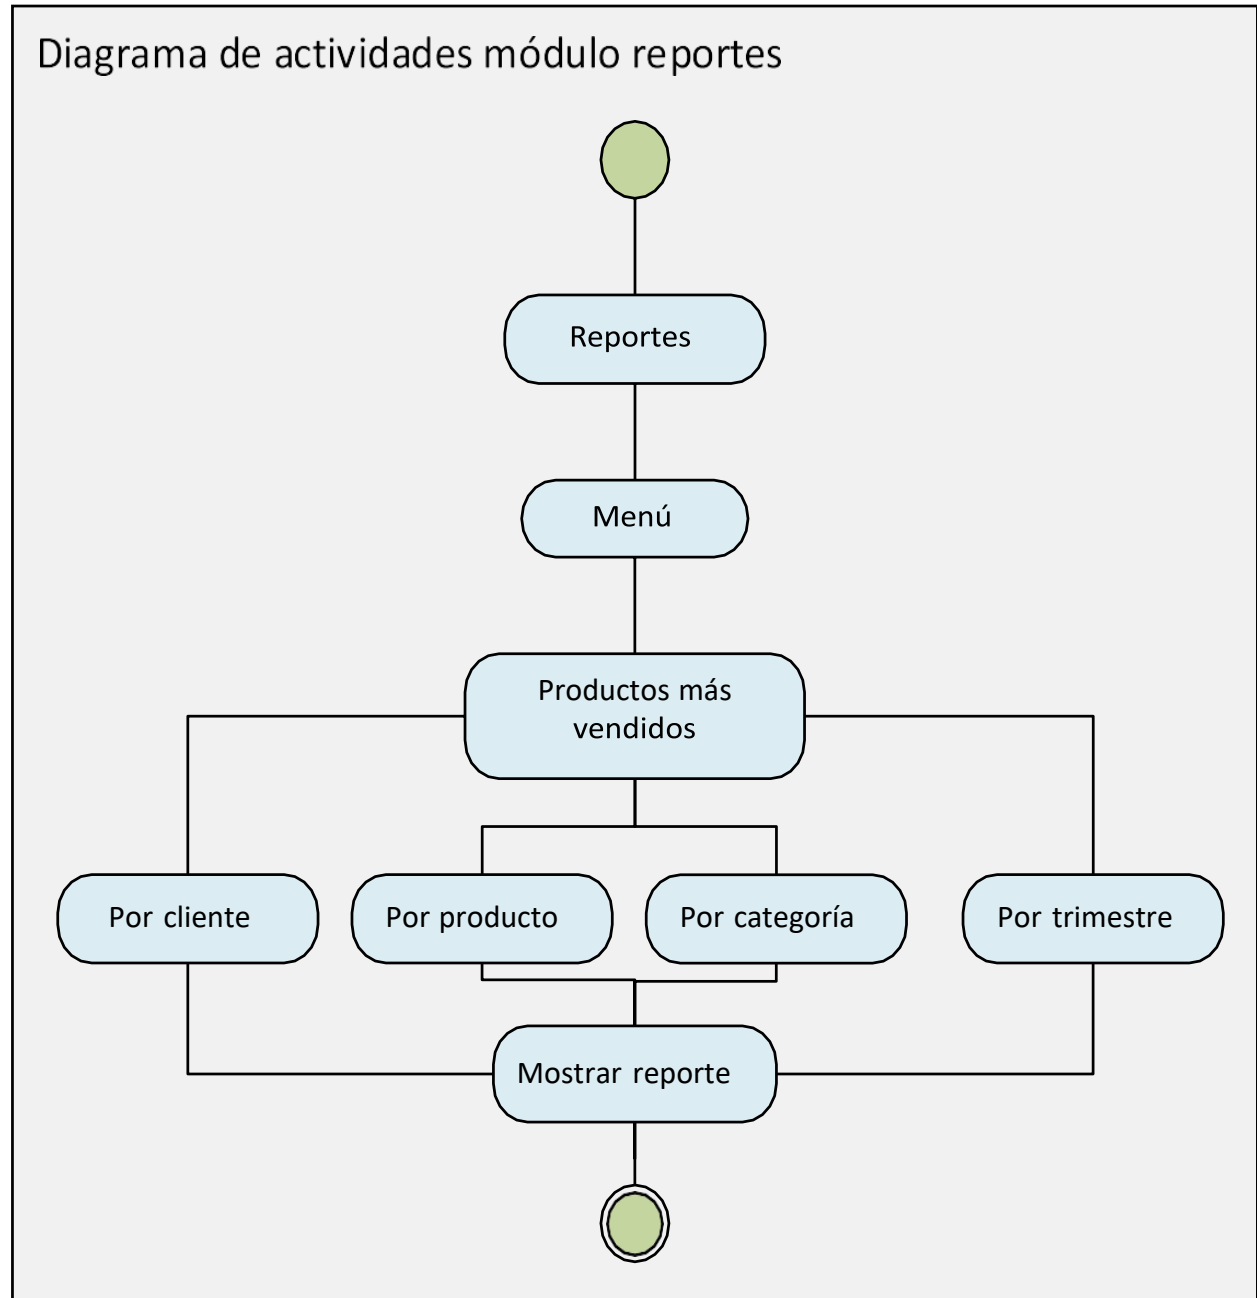 Diagrama de actividades módulo reportes
Reportes
Menú
Productos más
vendidos
Por cliente
Por producto
Por categoría
Por trimestre
Mostrar reporte